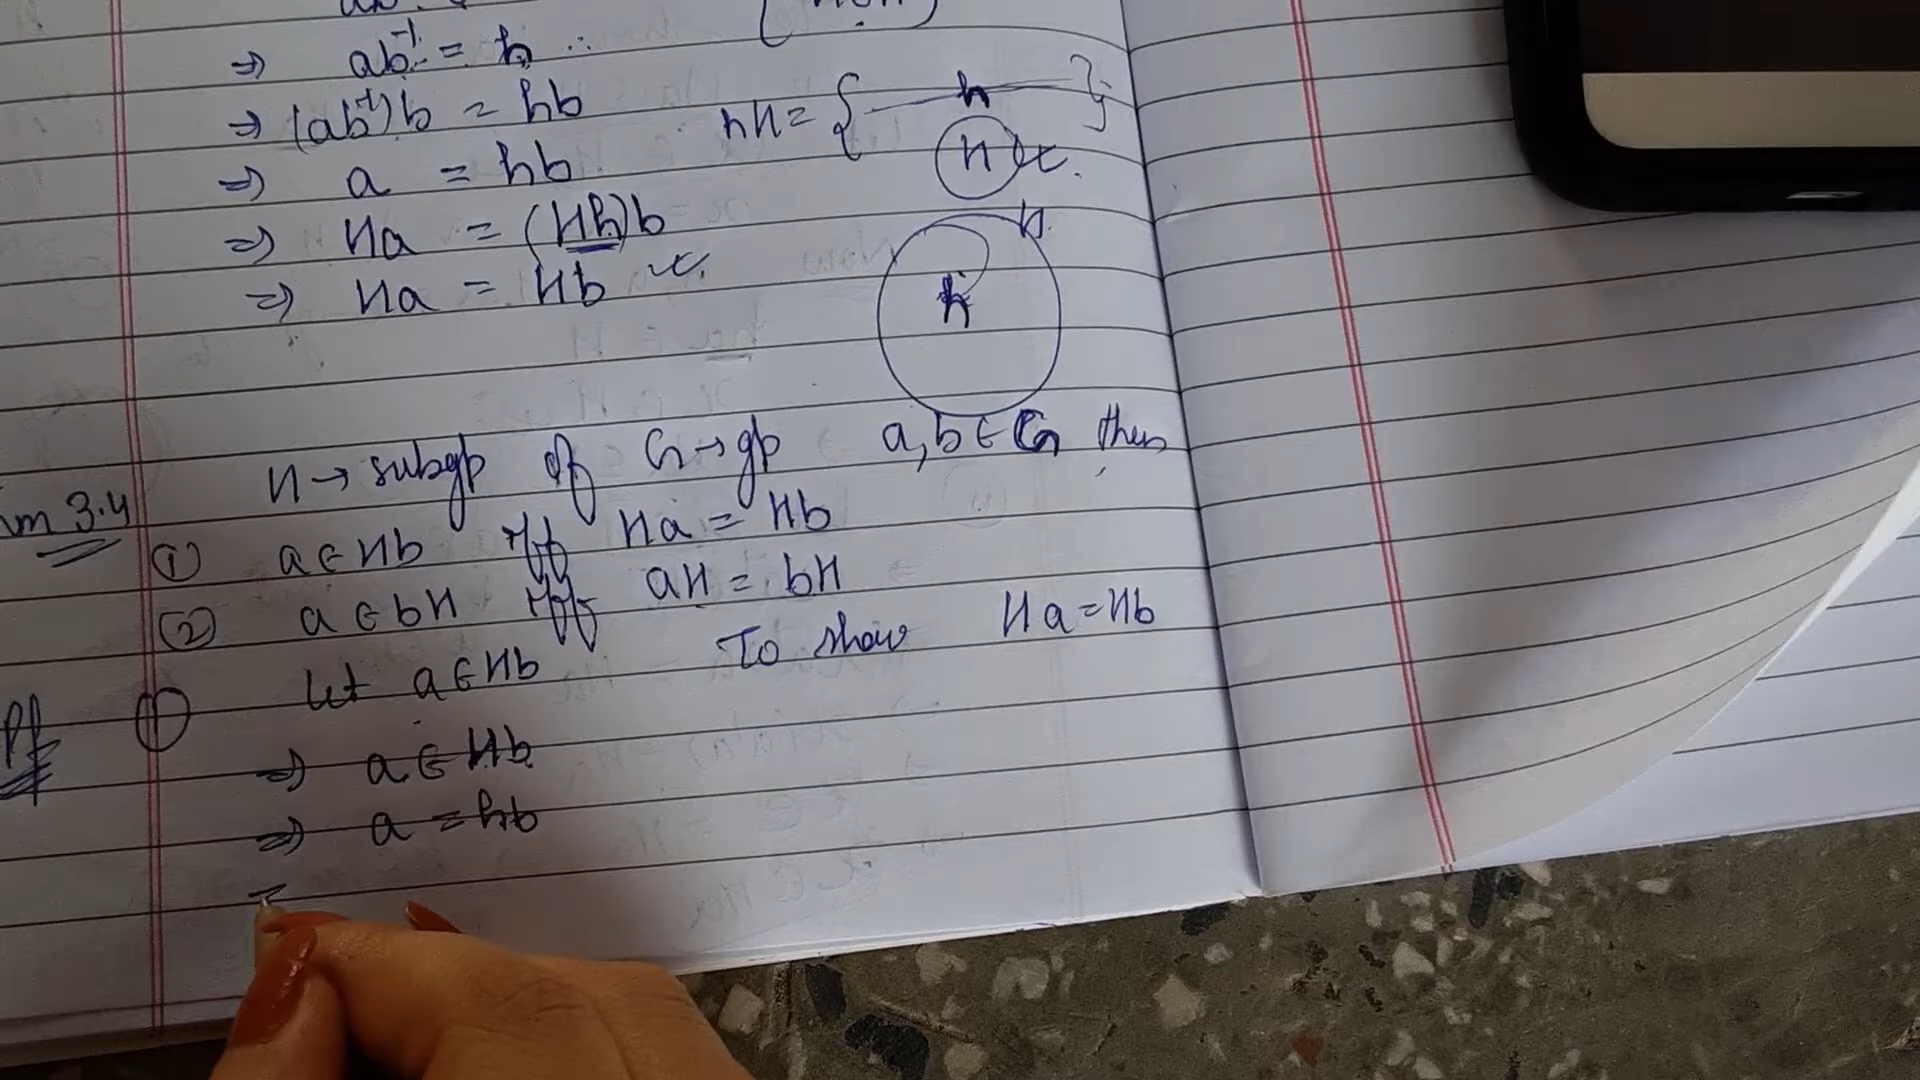 ⇒ ab⁻¹ = h
⇒ (ab⁻¹)b = hb
hH = { h }
⇒ a = hb
H
⇒ Ha = (Hh)b
H
⇒ Ha = Hb
h
H → subgp of G → gp a, b ∈ G then
m 3.4
① a ∈ Hb iff Ha = Hb
② a ∈ bH iff aH = bH
Pf ① Let a ∈ Hb To show Ha = Hb
⇒ a ∈ Hb
⇒ a = hb